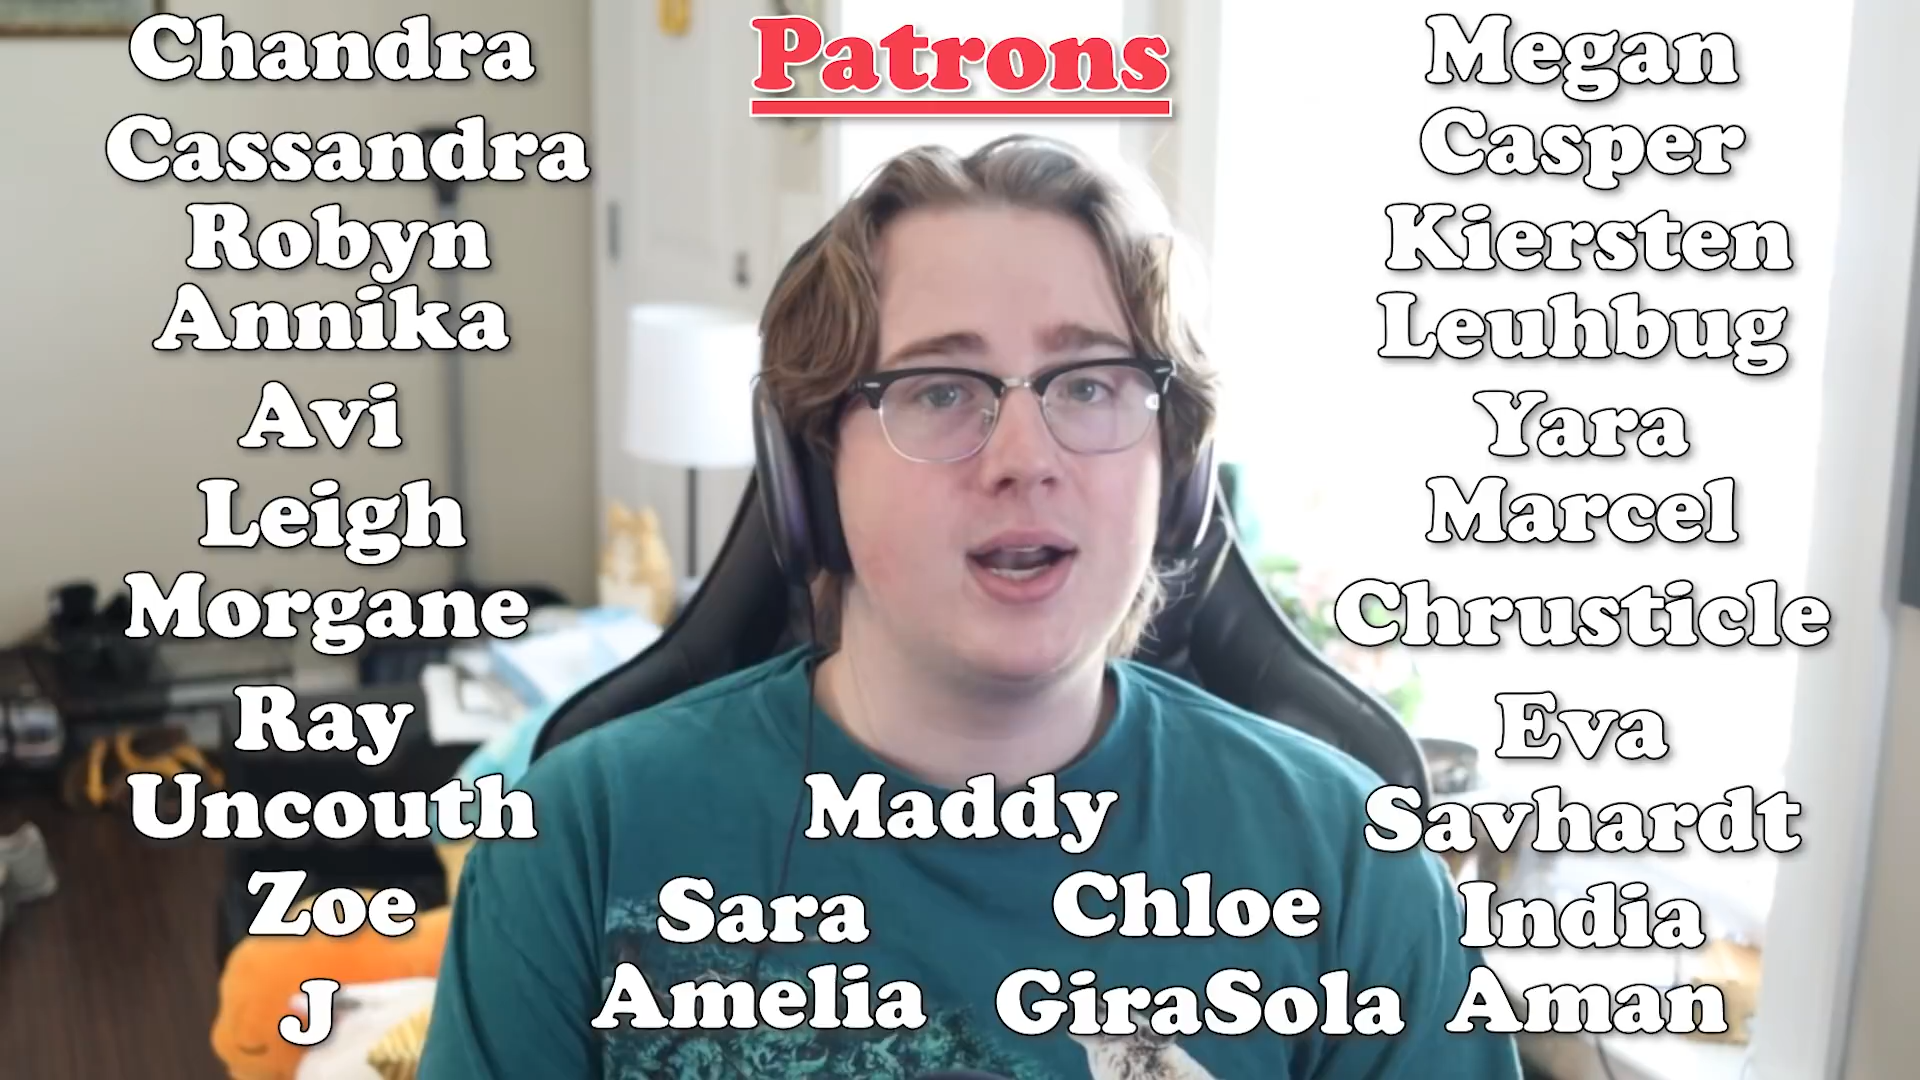 Patrons
Chandra
Cassandra
Robyn
Annika
Avi
Leigh
Morgane
Ray
Uncouth
Zoe
J
Maddy
Sara
Chloe
Amelia
GiraSola
Megan
Casper
Kiersten
Leuhbug
Yara
Marcel
Chrusticle
Eva
Savhardt
India
Aman